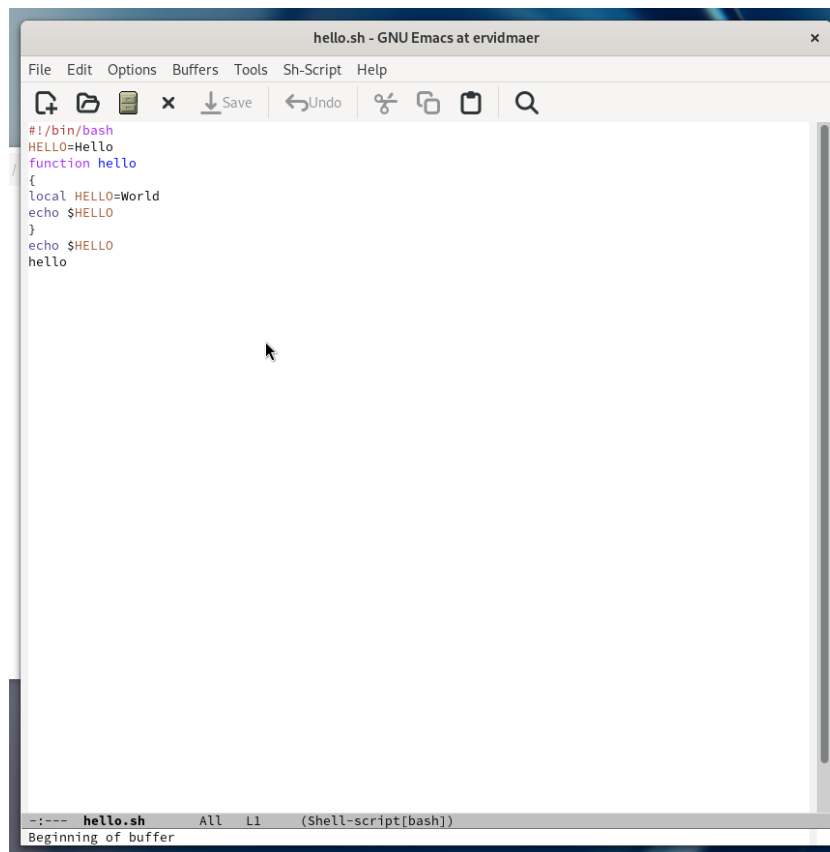 hello.sh - GNU Emacs at ervidmaer
File Edit Options Buffers Tools Sh-Script Help
Save Undo
#!/bin/bash
HELLO=Hello
function hello
{
local HELLO=World
echo $HELLO
}
echo $HELLO
hello
-:--- hello.sh All L1 (Shell-script[bash])
Beginning of buffer